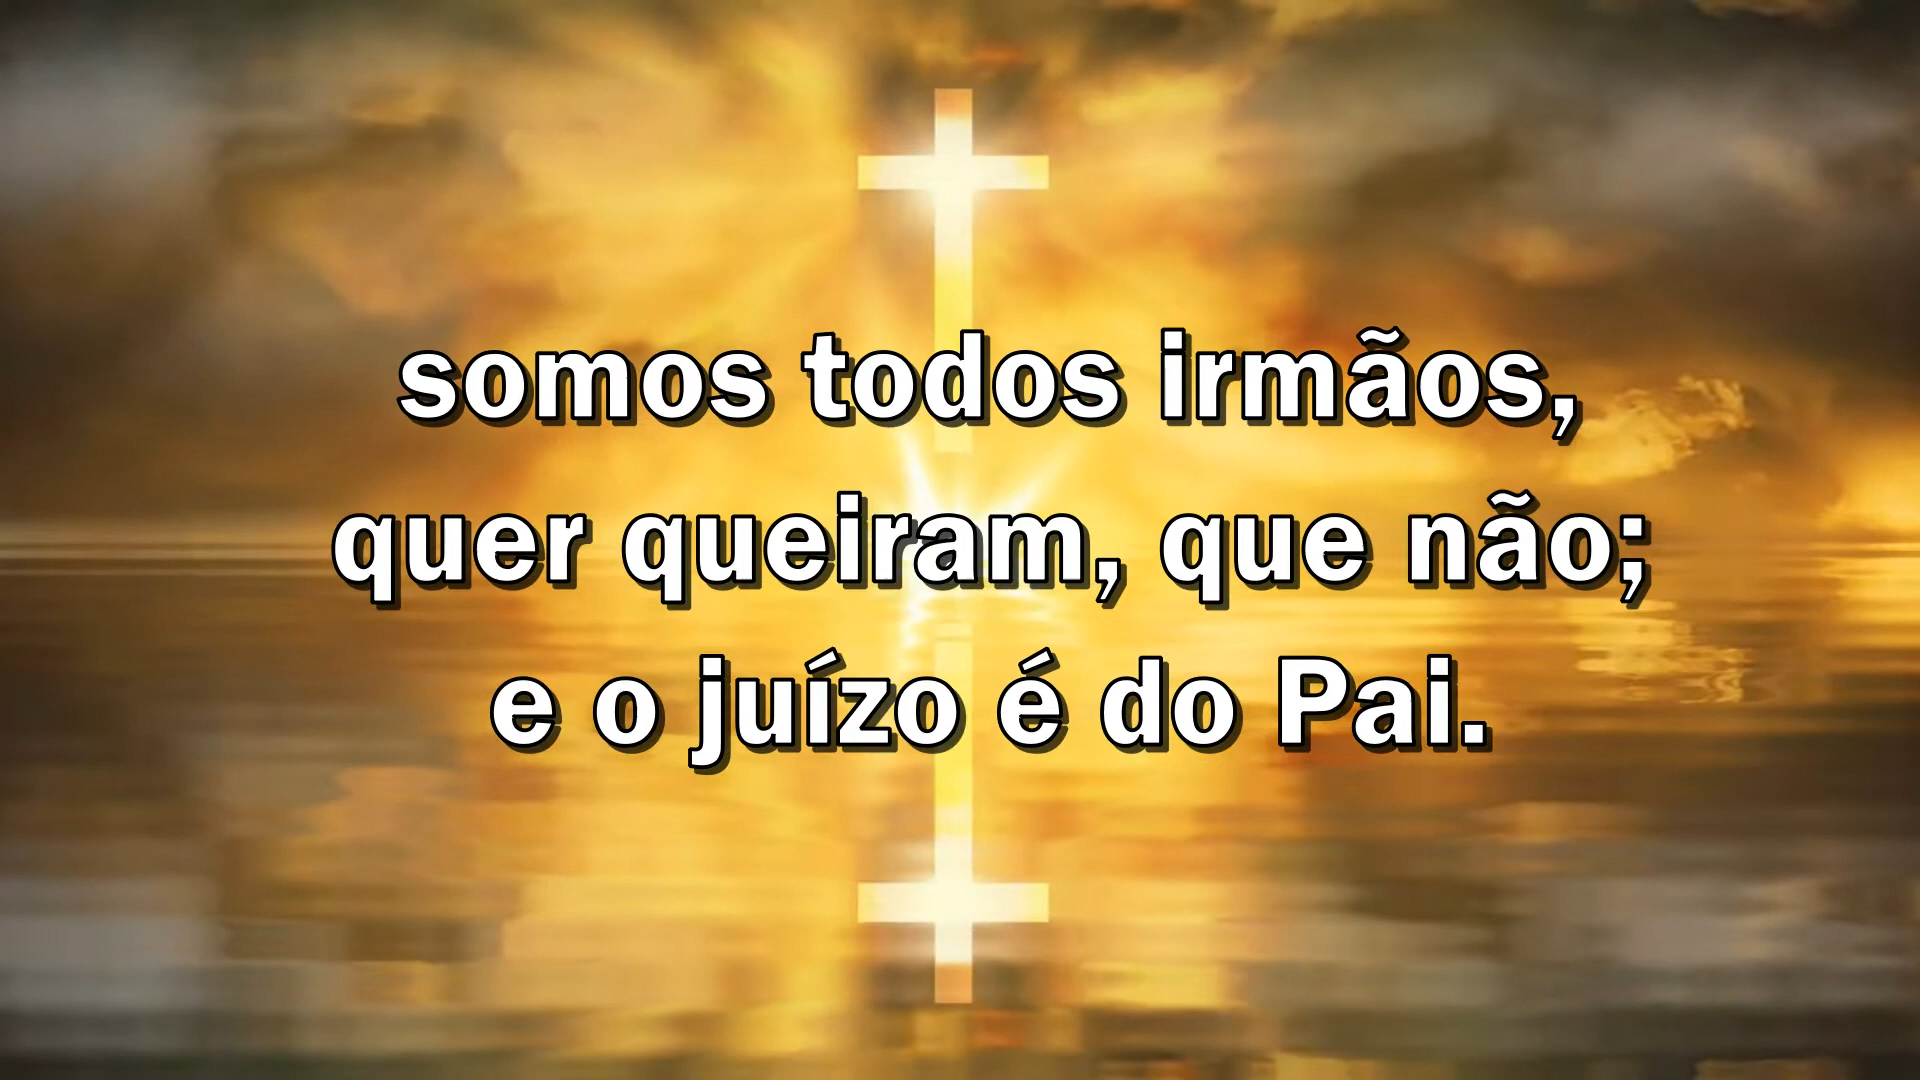 somos todos irmãos,
quer queiram, que não;
e o juízo é do Pai.